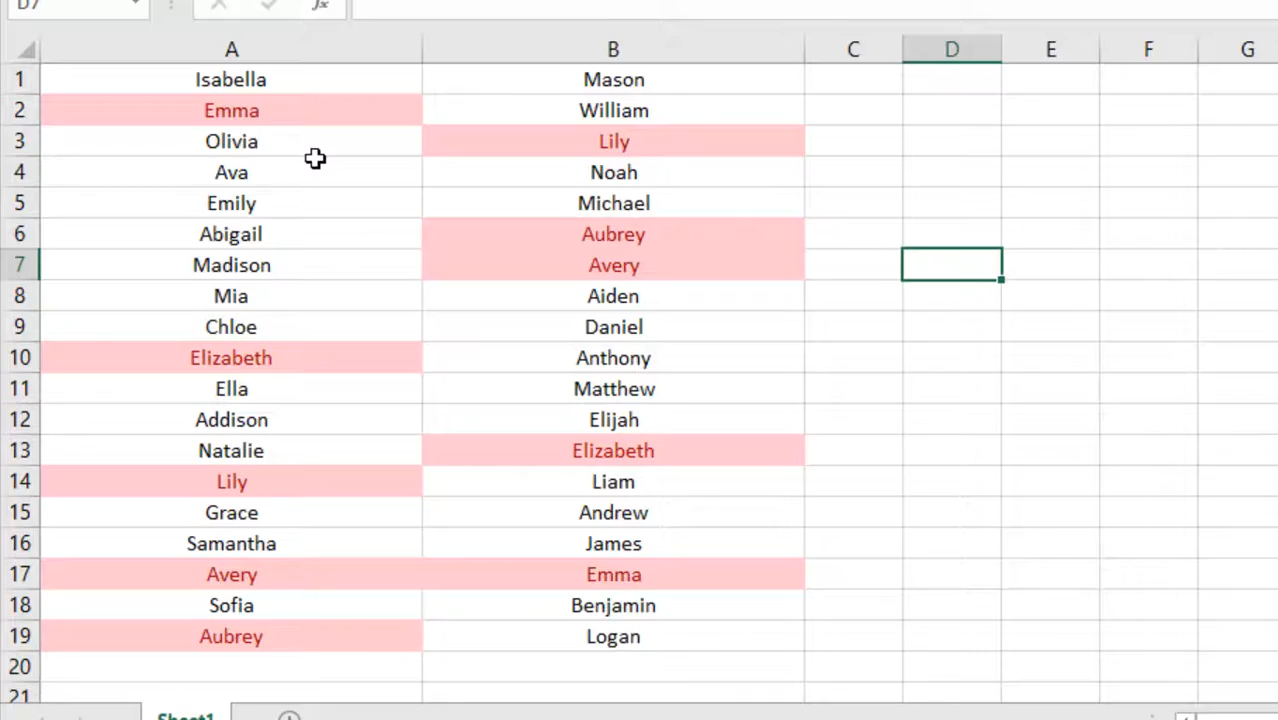 D7 fx
A B C D E F G
1 Isabella Mason
2 Emma William
3 Olivia Lily
4 Ava Noah
5 Emily Michael
6 Abigail Aubrey
7 Madison Avery
8 Mia Aiden
9 Chloe Daniel
10 Elizabeth Anthony
11 Ella Matthew
12 Addison Elijah
13 Natalie Elizabeth
14 Lily Liam
15 Grace Andrew
16 Samantha James
17 Avery Emma
18 Sofia Benjamin
19 Aubrey Logan
20
21
Sheet1